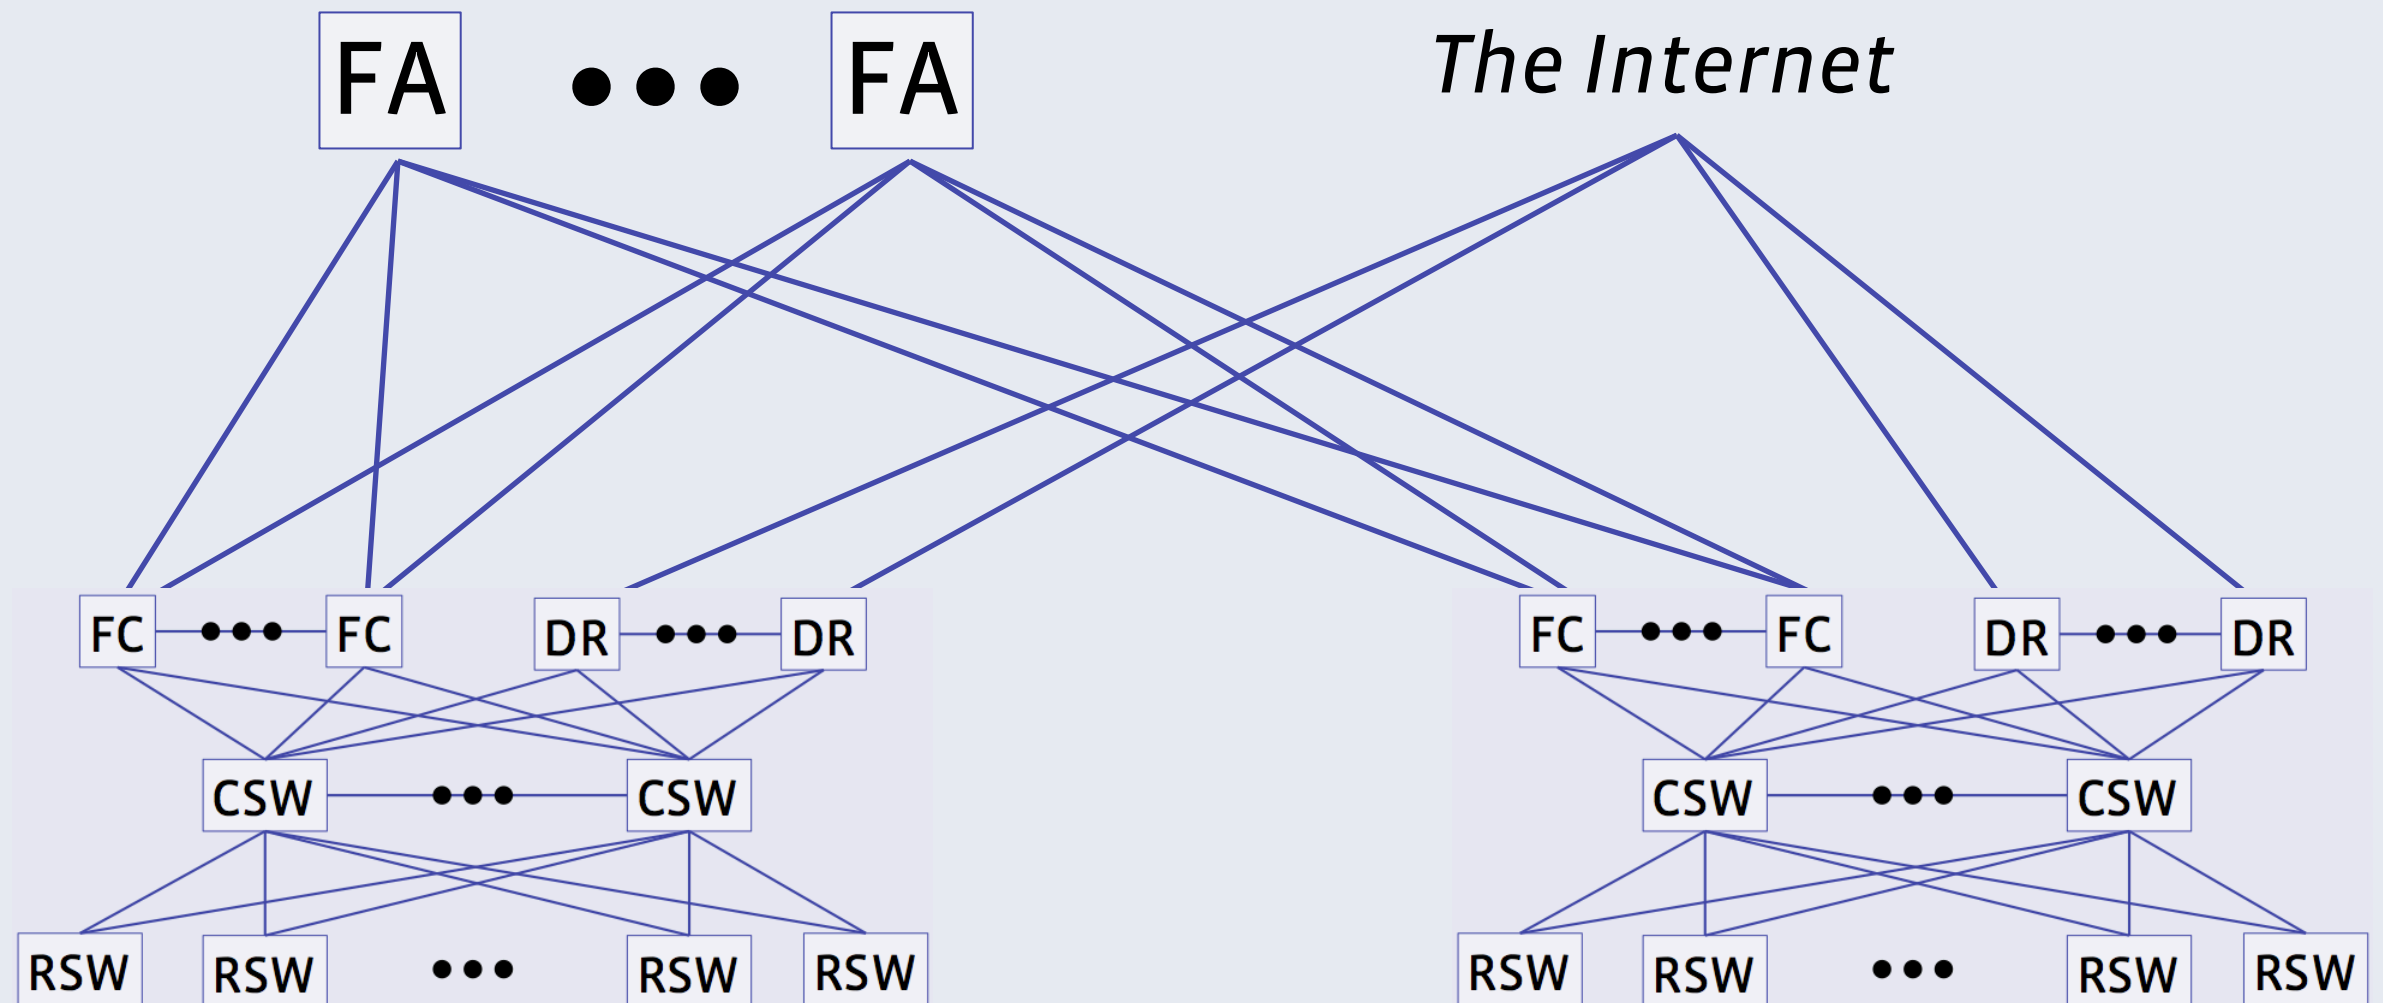 FA ••• FA The Internet
FC ••• FC DR ••• DR FC ••• FC DR ••• DR
CSW ••• CSW CSW ••• CSW
RSW RSW ••• RSW RSW RSW RSW ••• RSW RSW